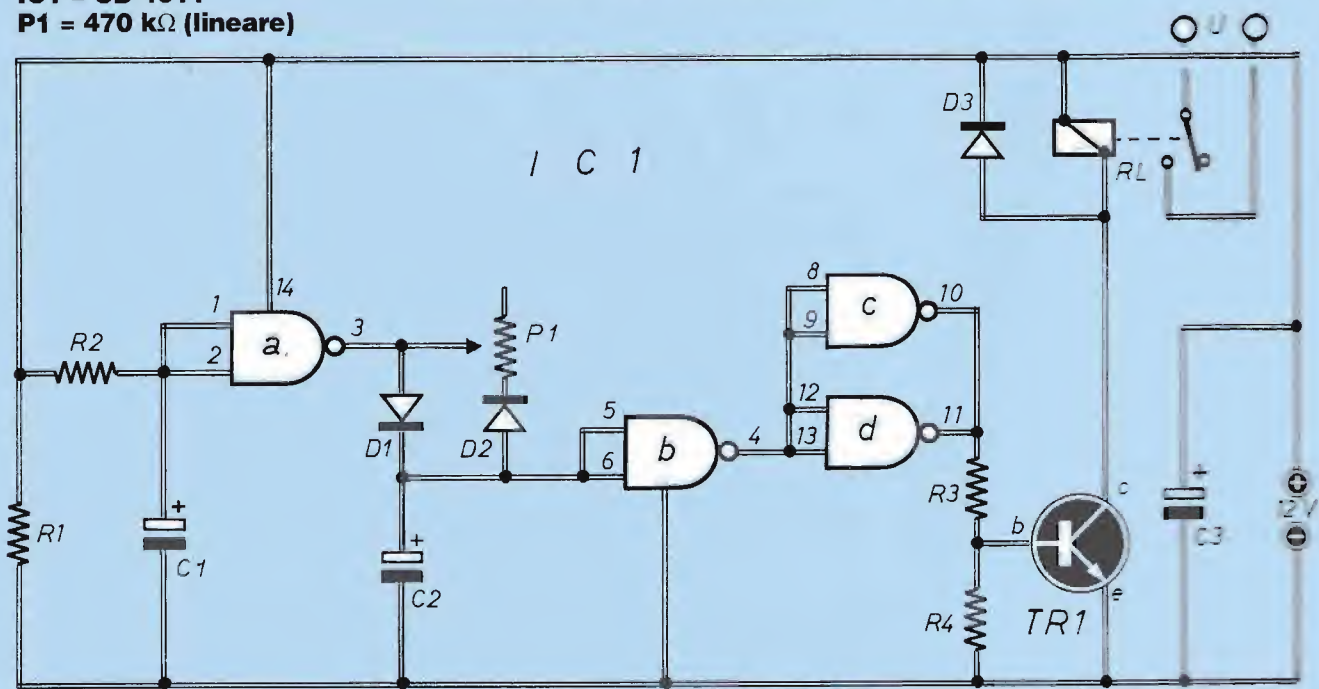 P1 = 470 kΩ (lineare)
U
D3
RL
I C 1
1
14
2
a
3
R2
P1
D1
D2
5
6
b
4
8
9
c
10
12
13
d
11
R1
+
C1
+
C2
R3
b
c
e
R4
TR1
+
C3
+
12V
−